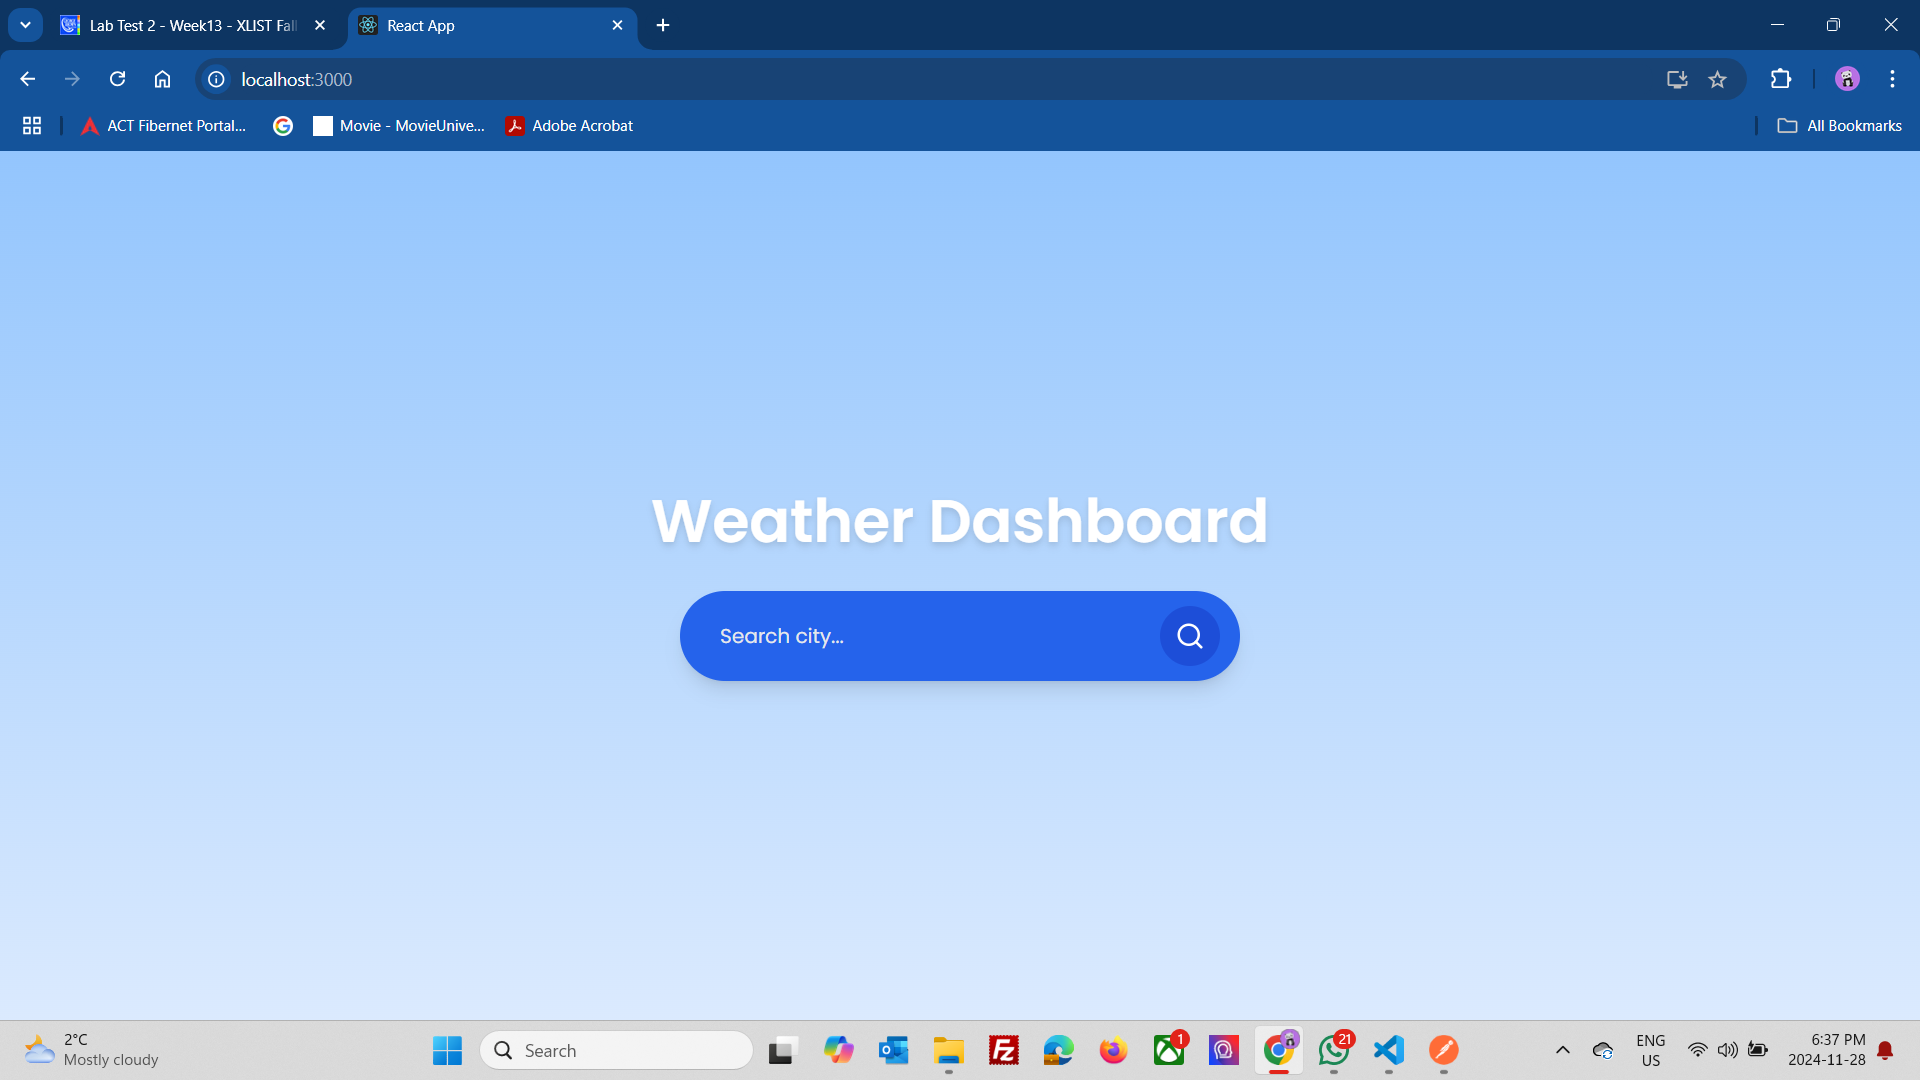 Lab Test 2 - Week13 - XLIST Fall
React App
localhost:3000
ACT Fibernet Portal...
Movie - MovieUnive...
Adobe Acrobat
All Bookmarks
Weather Dashboard
Search city...
2°C
Mostly cloudy
Search
1
21
ENG
US
6:37 PM
2024-11-28